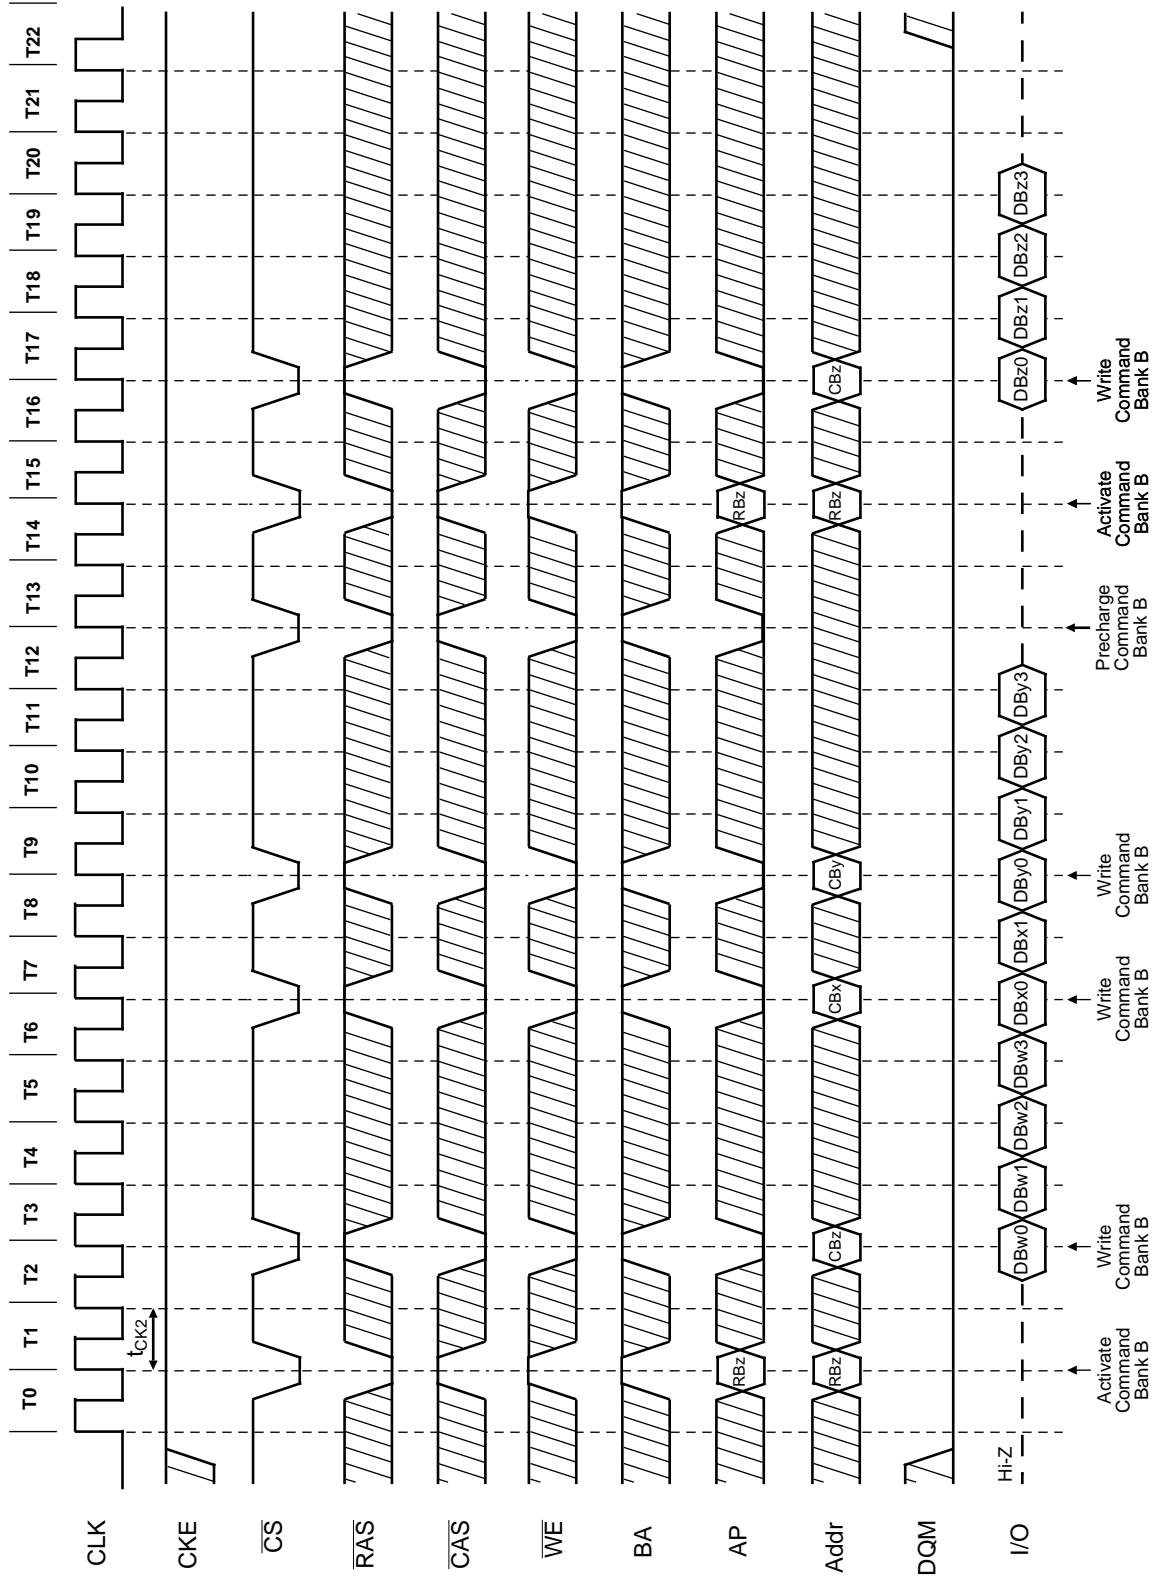 T0 T1 T2 T3 T4 T5 T6 T7 T8 T9 T10 T11 T12 T13 T14 T15 T16 T17 T18 T19 T20 T21 T22
CLK
tCK2
CKE
CS
RAS
CAS
WE
BA
AP RBz RBz
Addr RBz CBz CBx CBy RBz CBz
DQM
I/O Hi-Z DBw0 DBw1 DBw2 DBw3 DBx0 DBx1 DBy0 DBy1 DBy2 DBy3 DBz0 DBz1 DBz2 DBz3
Activate
Command
Bank B
Write
Command
Bank B
Write
Command
Bank B
Write
Command
Bank B
Precharge
Command
Bank B
Activate
Command
Bank B
Write
Command
Bank B